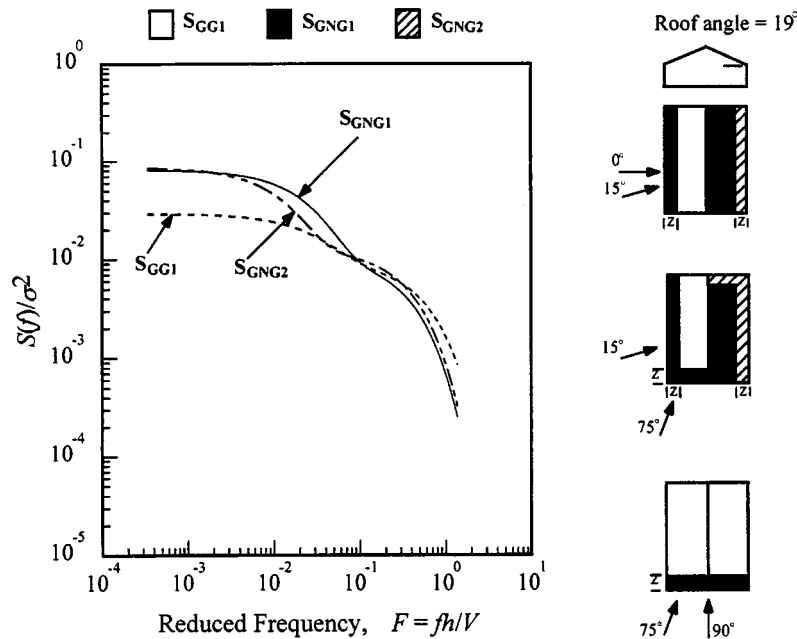 S_GG1 S_GNG1 S_GNG2 Roof angle = 19°
10^0
10^-1
10^-2
10^-3
10^-4
10^-5
S(f)/σ^2
S_GNG1
S_GG1
S_GNG2
10^-4 10^-3 10^-2 10^-1 10^0 10^1
Reduced Frequency, F = fh/V
0°
15°
|z| |z|
15°
z
|z| |z|
75°
z
75° 90°